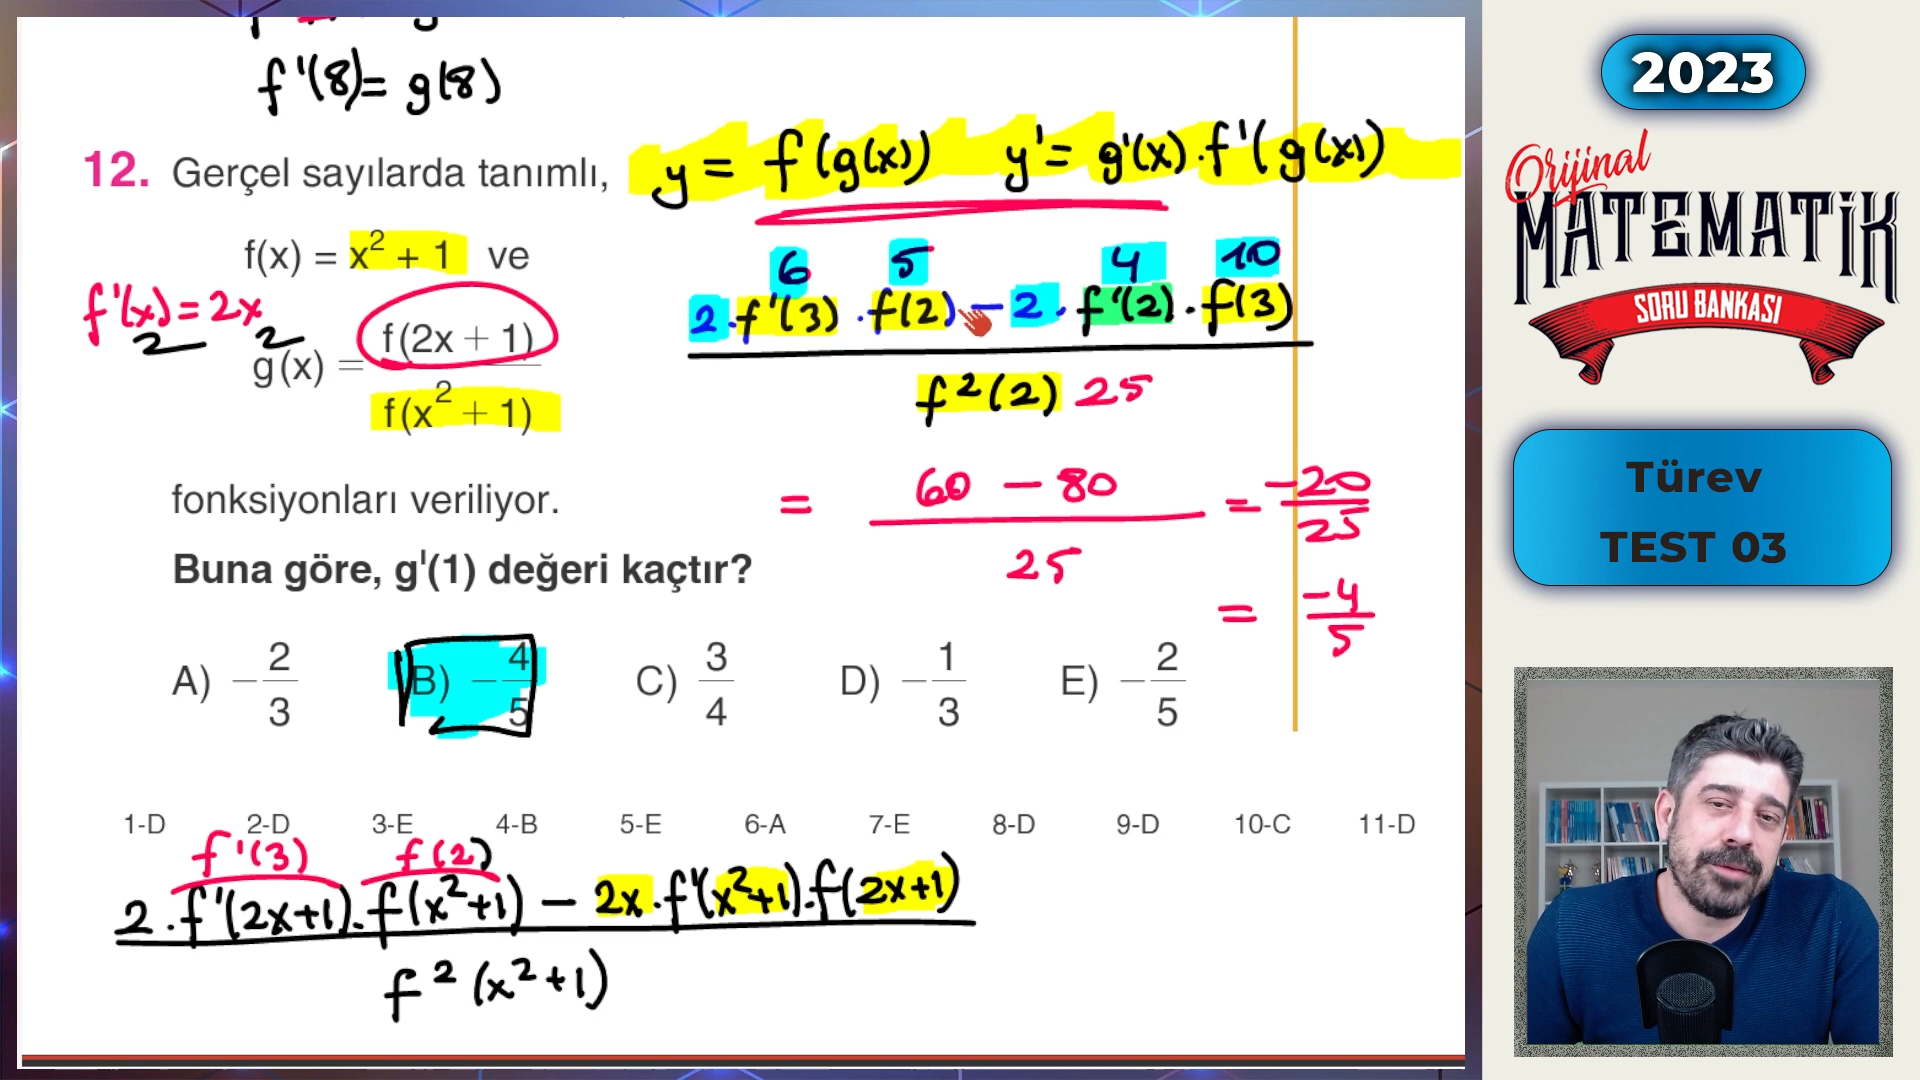 f'(8)= g(8)
12. Gerçel sayılarda tanımlı,
y = f(g(x)) y'= g'(x).f'(g(x))
f(x) = x² + 1 ve
f'(x)=2x
2 2
g(x) = f(2x + 1)
f(x² + 1)
6 5 4 10
2.f'(3) .f(2) − 2. f'(2) . f(3)
f²(2) 25
fonksiyonları veriliyor.
= 60 − 80 = −20
25 25
Buna göre, g'(1) değeri kaçtır?
= −4
5
A) −2/3 B) −4/5 C) 3/4 D) −1/3 E) −2/5
1-D 2-D 3-E 4-B 5-E 6-A 7-E 8-D 9-D 10-C 11-D
f'(3) f(2)
2.f'(2x+1).f(x²+1) − 2x.f'(x²+1).f(2x+1)
f²(x²+1)
2023
Orijinal
MATEMATİK
SORU BANKASI
Türev
TEST 03